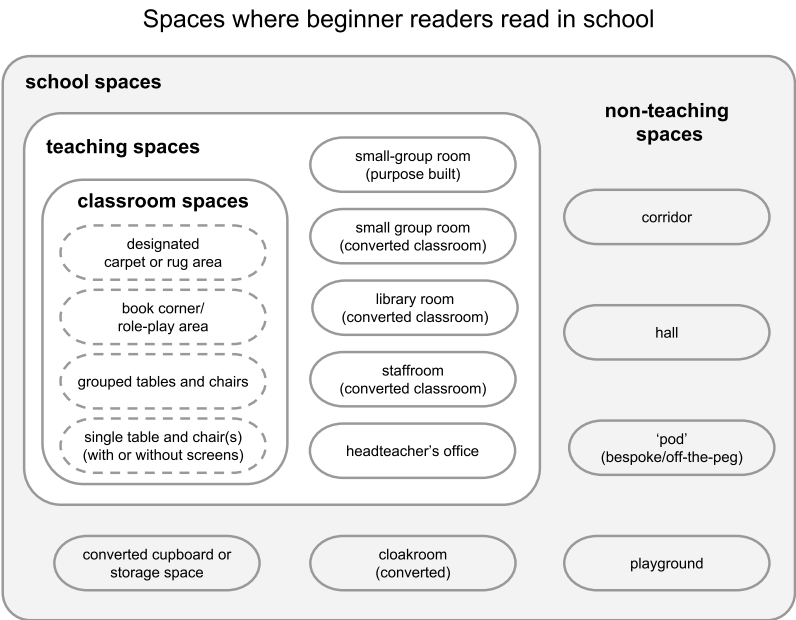 Spaces where beginner readers read in school
school spaces
teaching spaces
classroom spaces
designated
carpet or rug area
book corner/
role-play area
grouped tables and chairs
single table and chair(s)
(with or without screens)
small-group room
(purpose built)
small group room
(converted classroom)
library room
(converted classroom)
staffroom
(converted classroom)
headteacher’s office
non-teaching
spaces
corridor
hall
‘pod’
(bespoke/off-the-peg)
converted cupboard or
storage space
cloakroom
(converted)
playground